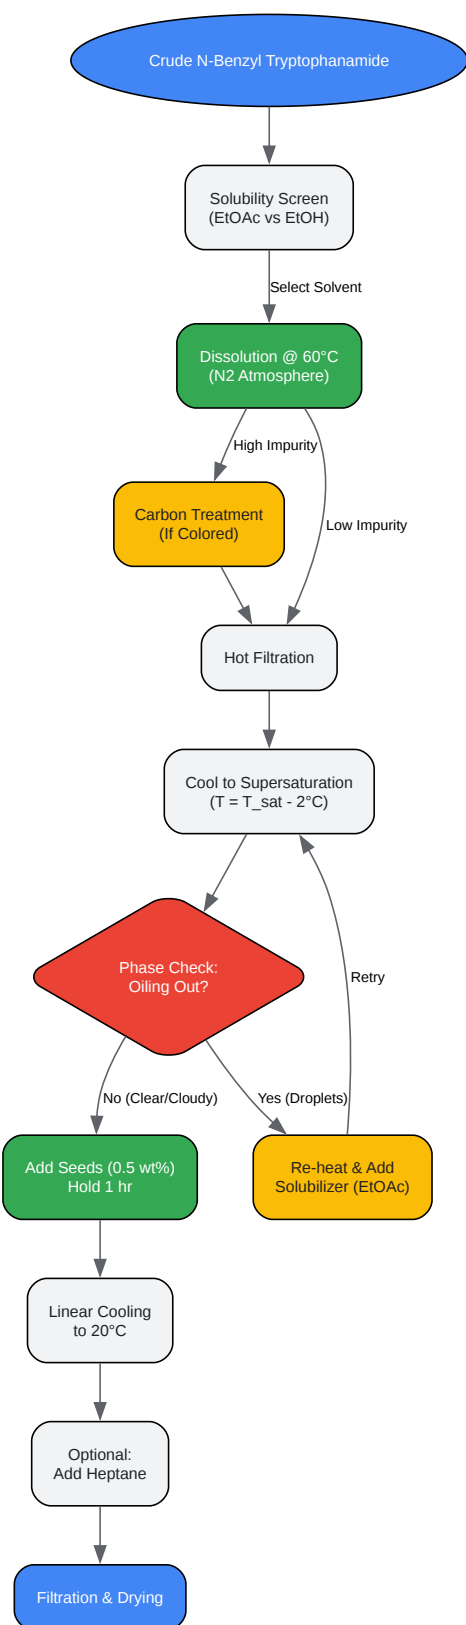 Crude N-Benzyl Tryptophanamide
Solubility Screen
(EtOAc vs EtOH)
Select Solvent
Dissolution @ 60°C
(N2 Atmosphere)
High Impurity
Carbon Treatment
(If Colored)
Low Impurity
Hot Filtration
Cool to Supersaturation
(T = T_sat - 2°C)
Phase Check:
Oiling Out?
Retry
No (Clear/Cloudy)
Yes (Droplets)
Add Seeds (0.5 wt%)
Hold 1 hr
Re-heat & Add
Solubilizer (EtOAc)
Linear Cooling
to 20°C
Optional:
Add Heptane
Filtration & Drying